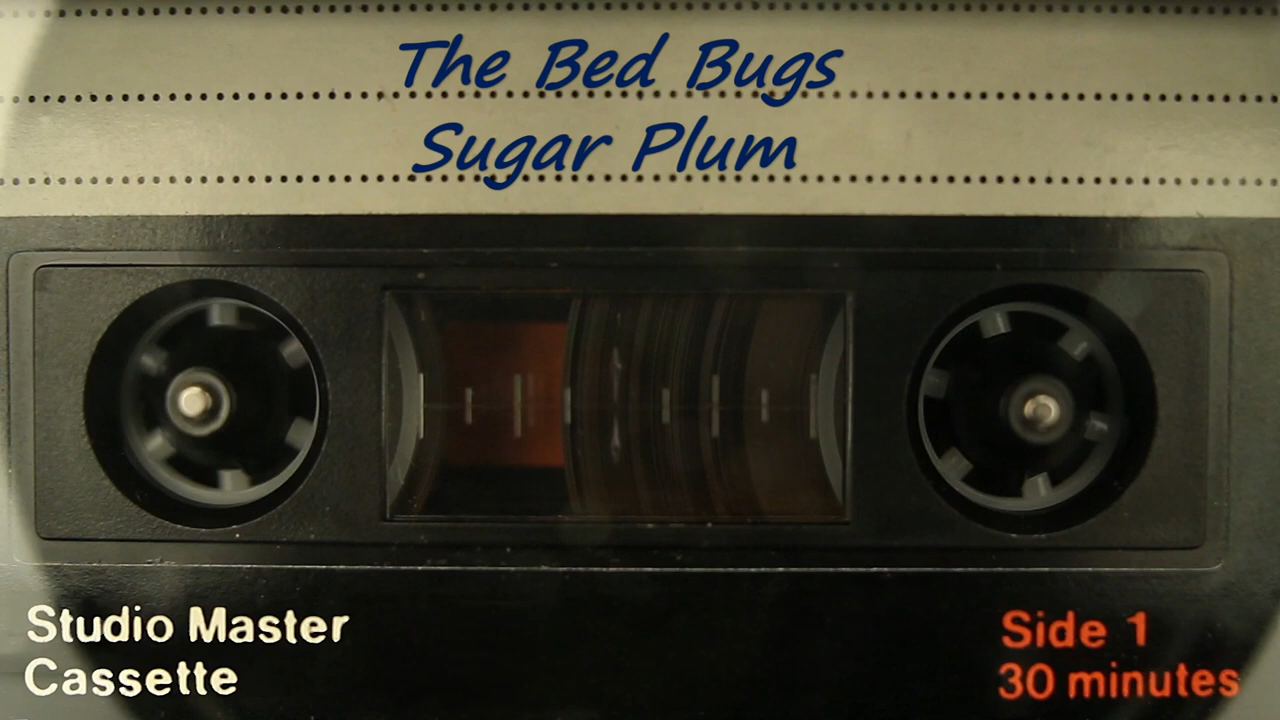 The Bed Bugs
Sugar Plum
Studio Master
Cassette
Side 1
30 minutes